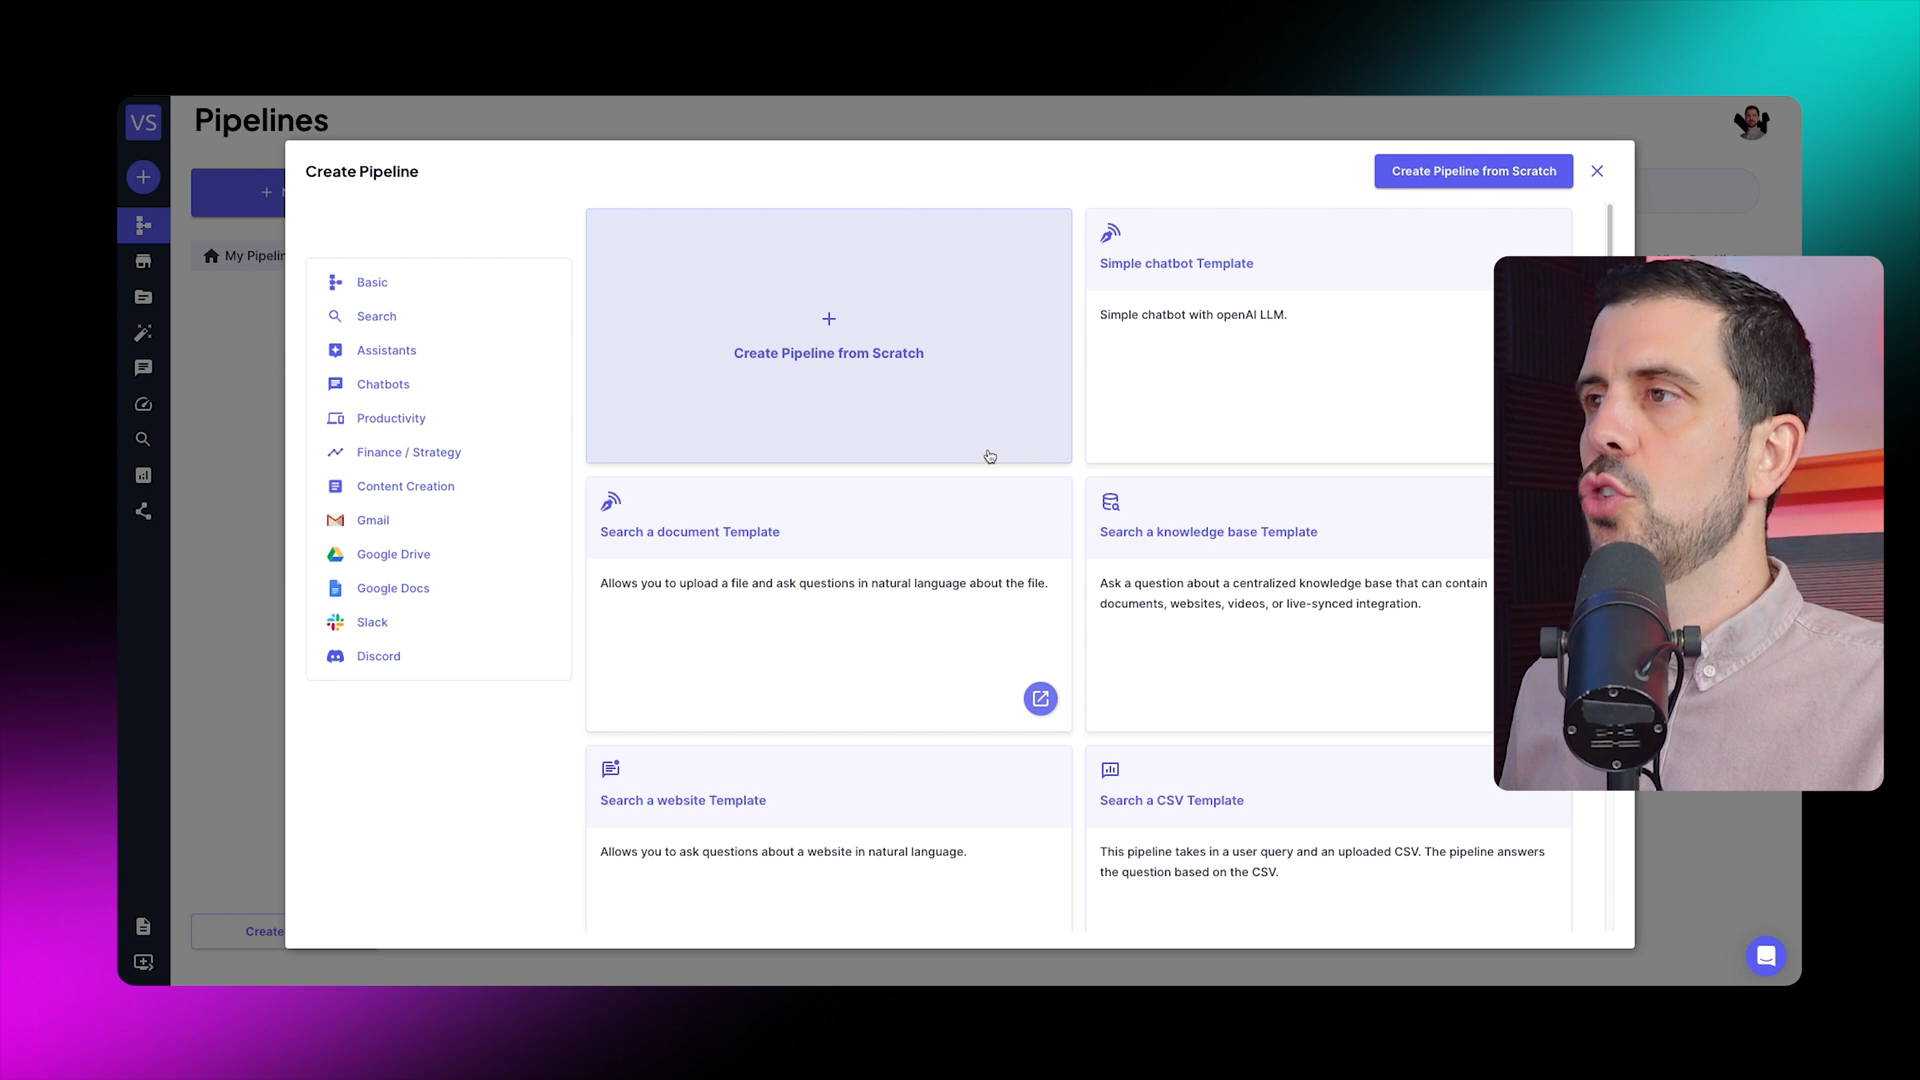 VS
Pipelines
Create Pipeline
Create Pipeline from Scratch
My Pipelin
Basic
Search
Assistants
Chatbots
Productivity
Finance / Strategy
Content Creation
Gmail
Google Drive
Google Docs
Slack
Discord
Create Pipeline from Scratch
Simple chatbot Template
Simple chatbot with openAI LLM.
Search a document Template
Allows you to upload a file and ask questions in natural language about the file.
Search a knowledge base Template
Ask a question about a centralized knowledge base that can contain
documents, websites, videos, or live-synced integration.
Search a website Template
Allows you to ask questions about a website in natural language.
Search a CSV Template
This pipeline takes in a user query and an uploaded CSV. The pipeline answers
the question based on the CSV.
Create